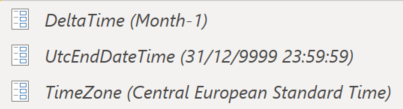 DeltaTime (Month-1)
UtcEndDateTime (31/12/9999 23:59:59)
TimeZone (Central European Standard Time)